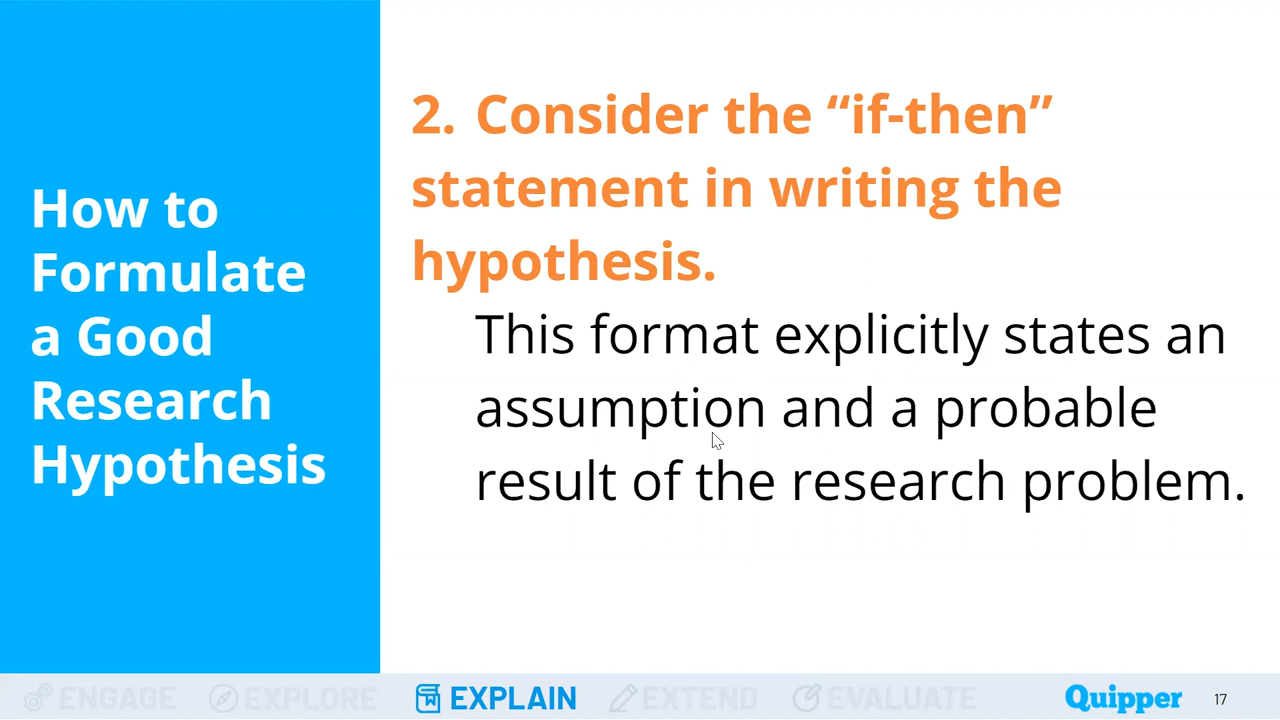 How to
Formulate
a Good
Research
Hypothesis
2. Consider the “if-then”
statement in writing the
hypothesis.
This format explicitly states an
assumption and a probable
result of the research problem.
ENGAGE EXPLORE EXPLAIN EXTEND EVALUATE Quipper 17